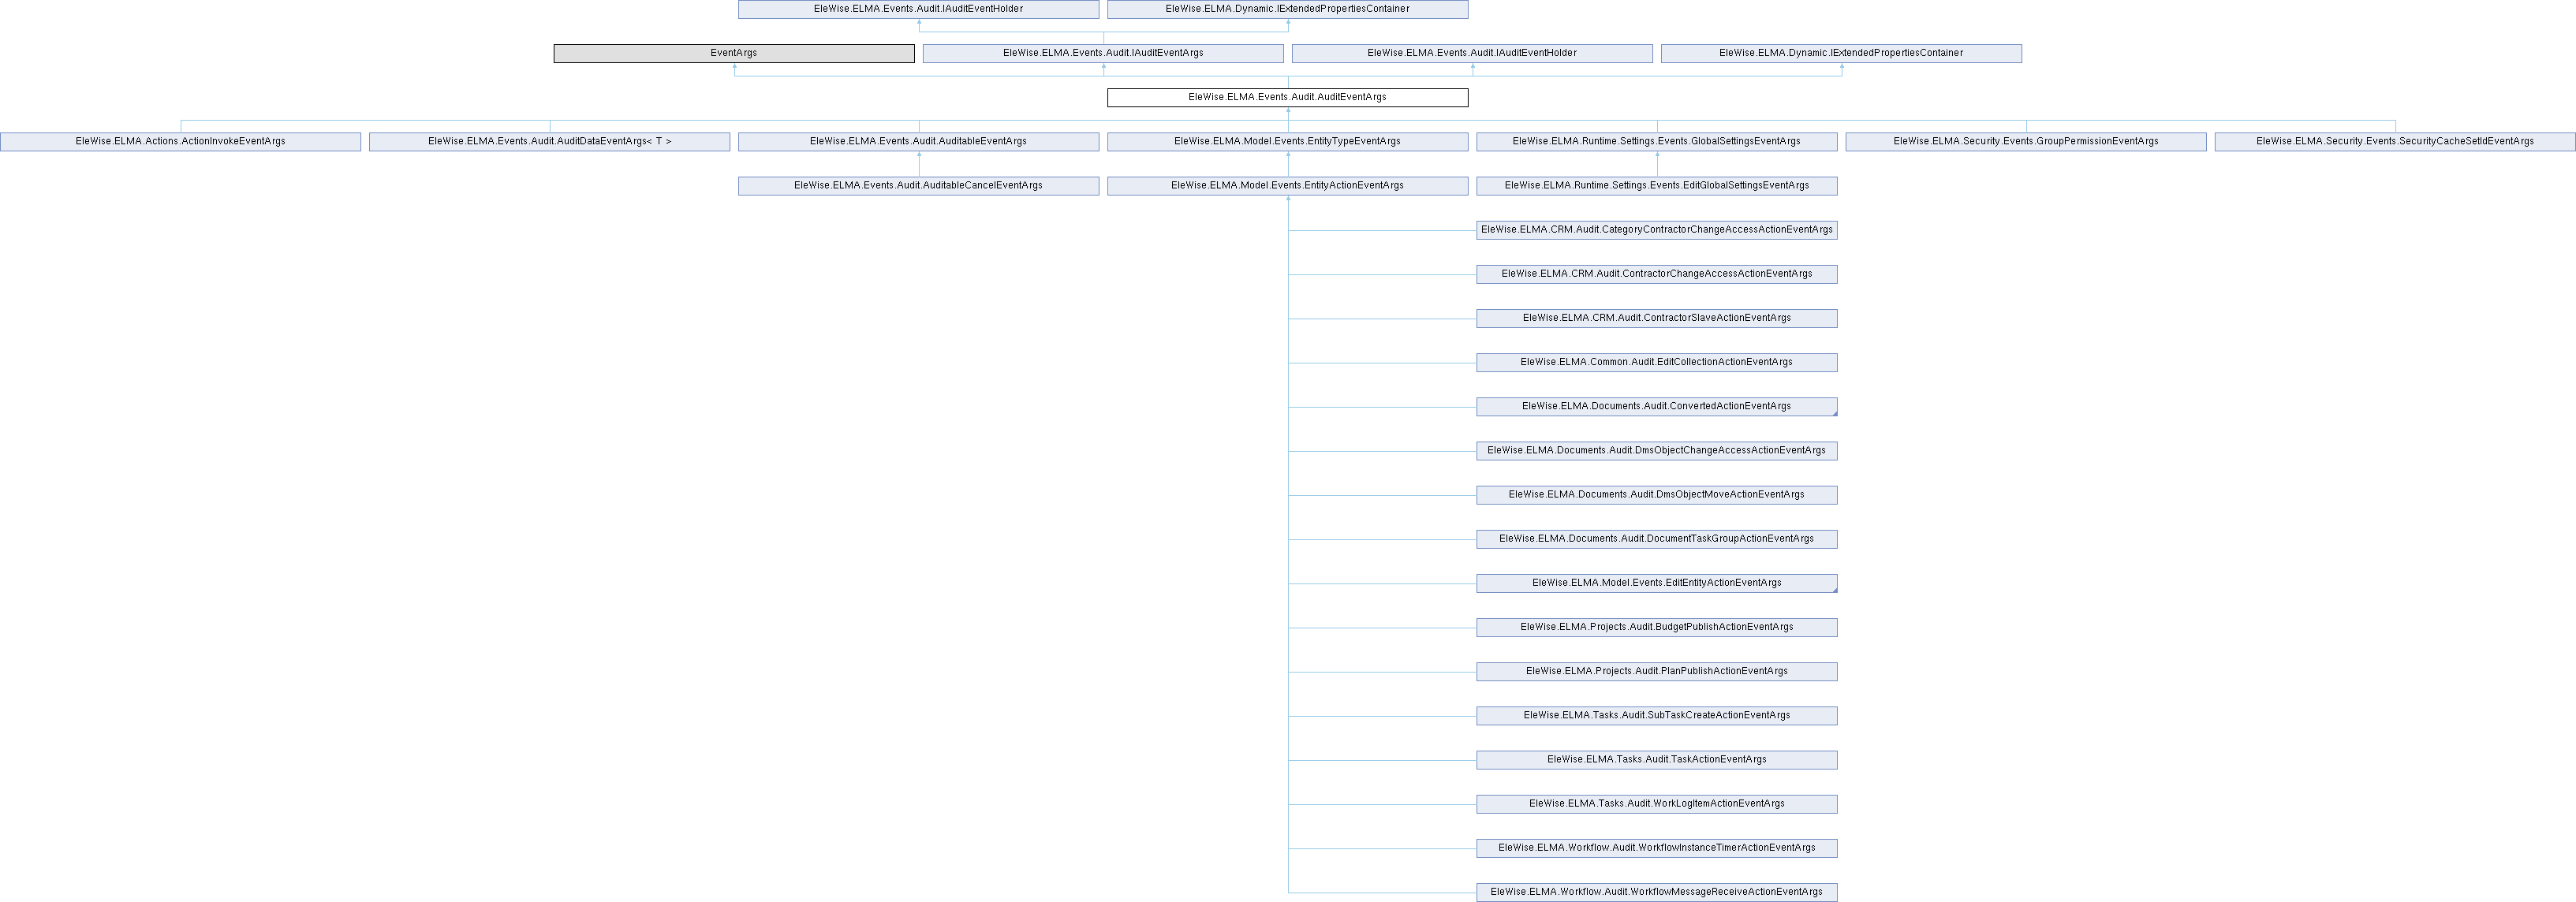 EleWise.ELMA.Events.Audit.IAuditEventHolder
EleWise.ELMA.Dynamic.IExtendedPropertiesContainer
EventArgs
EleWise.ELMA.Events.Audit.IAuditEventArgs
EleWise.ELMA.Events.Audit.IAuditEventHolder
EleWise.ELMA.Dynamic.IExtendedPropertiesContainer
EleWise.ELMA.Events.Audit.AuditEventArgs
EleWise.ELMA.Actions.ActionInvokeEventArgs
EleWise.ELMA.Events.Audit.AuditDataEventArgs< T >
EleWise.ELMA.Events.Audit.AuditableEventArgs
EleWise.ELMA.Model.Events.EntityTypeEventArgs
EleWise.ELMA.Runtime.Settings.Events.GlobalSettingsEventArgs
EleWise.ELMA.Security.Events.GroupPermissionEventArgs
EleWise.ELMA.Security.Events.SecurityCacheSetIdEventArgs
EleWise.ELMA.Events.Audit.AuditableCancelEventArgs
EleWise.ELMA.Model.Events.EntityActionEventArgs
EleWise.ELMA.Runtime.Settings.Events.EditGlobalSettingsEventArgs
EleWise.ELMA.CRM.Audit.CategoryContractorChangeAccessActionEventArgs
EleWise.ELMA.CRM.Audit.ContractorChangeAccessActionEventArgs
EleWise.ELMA.CRM.Audit.ContractorSlaveActionEventArgs
EleWise.ELMA.Common.Audit.EditCollectionActionEventArgs
EleWise.ELMA.Documents.Audit.ConvertedActionEventArgs
EleWise.ELMA.Documents.Audit.DmsObjectChangeAccessActionEventArgs
EleWise.ELMA.Documents.Audit.DmsObjectMoveActionEventArgs
EleWise.ELMA.Documents.Audit.DocumentTaskGroupActionEventArgs
EleWise.ELMA.Model.Events.EditEntityActionEventArgs
EleWise.ELMA.Projects.Audit.BudgetPublishActionEventArgs
EleWise.ELMA.Projects.Audit.PlanPublishActionEventArgs
EleWise.ELMA.Tasks.Audit.SubTaskCreateActionEventArgs
EleWise.ELMA.Tasks.Audit.TaskActionEventArgs
EleWise.ELMA.Tasks.Audit.WorkLogItemActionEventArgs
EleWise.ELMA.Workflow.Audit.WorkflowInstanceTimerActionEventArgs
EleWise.ELMA.Workflow.Audit.WorkflowMessageReceiveActionEventArgs